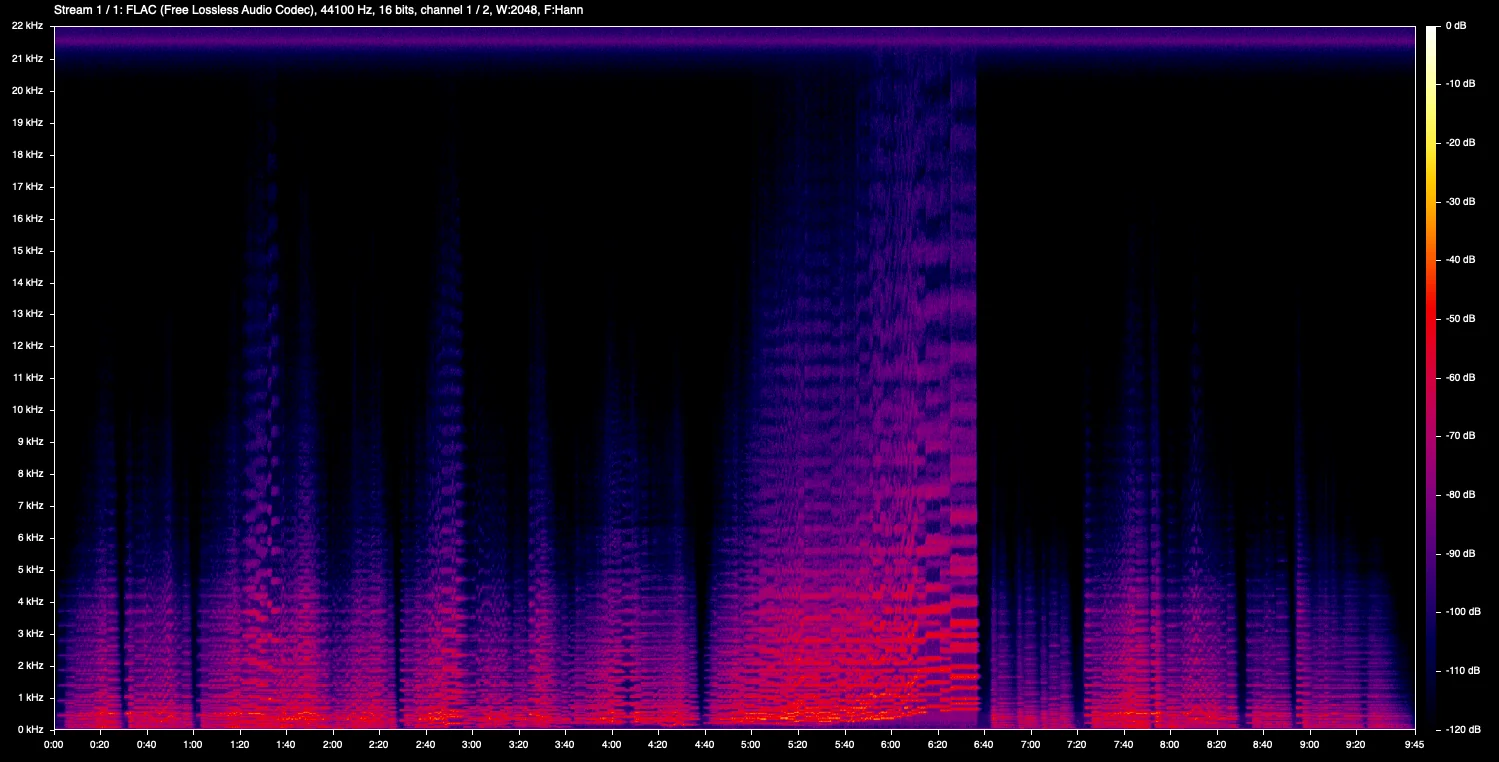 Stream 1 / 1: FLAC (Free Lossless Audio Codec), 44100 Hz, 16 bits, channel 1 / 2, W:2048, F:Hann
22 kHz
21 kHz
20 kHz
19 kHz
18 kHz
17 kHz
16 kHz
15 kHz
14 kHz
13 kHz
12 kHz
11 kHz
10 kHz
9 kHz
8 kHz
7 kHz
6 kHz
5 kHz
4 kHz
3 kHz
2 kHz
1 kHz
0 kHz
0:00 0:20 0:40 1:00 1:20 1:40 2:00 2:20 2:40 3:00 3:20 3:40 4:00 4:20 4:40 5:00 5:20 5:40 6:00 6:20 6:40 7:00 7:20 7:40 8:00 8:20 8:40 9:00 9:20 9:45
0 dB
-10 dB
-20 dB
-30 dB
-40 dB
-50 dB
-60 dB
-70 dB
-80 dB
-90 dB
-100 dB
-110 dB
-120 dB